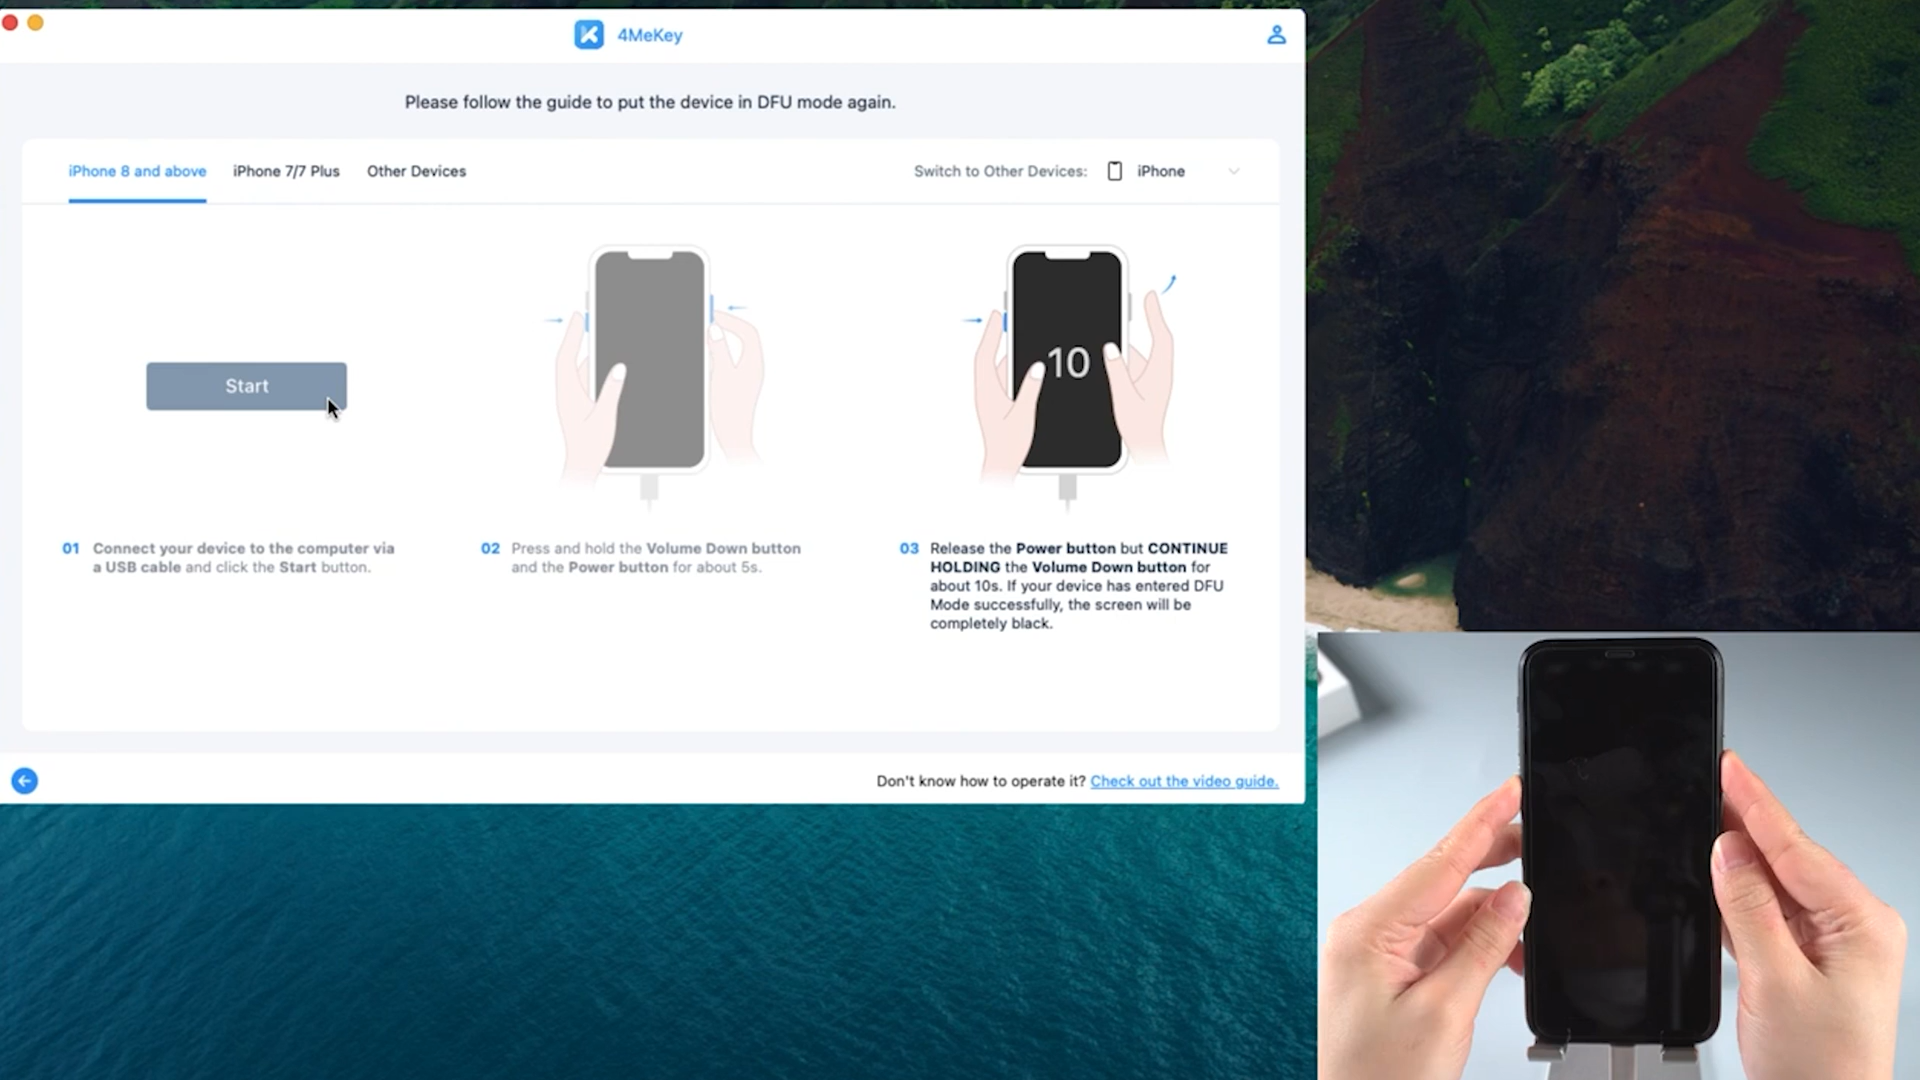 4MeKey
Please follow the guide to put the device in DFU mode again.
iPhone 8 and above
iPhone 7/7 Plus
Other Devices
Switch to Other Devices:
iPhone
Start
10
01 Connect your device to the computer via
a USB cable and click the Start button.
02 Press and hold the Volume Down button
and the Power button for about 5s.
03 Release the Power button but CONTINUE
HOLDING the Volume Down button for
about 10s. If your device has entered DFU
Mode successfully, the screen will be
completely black.
Don't know how to operate it? Check out the video guide.